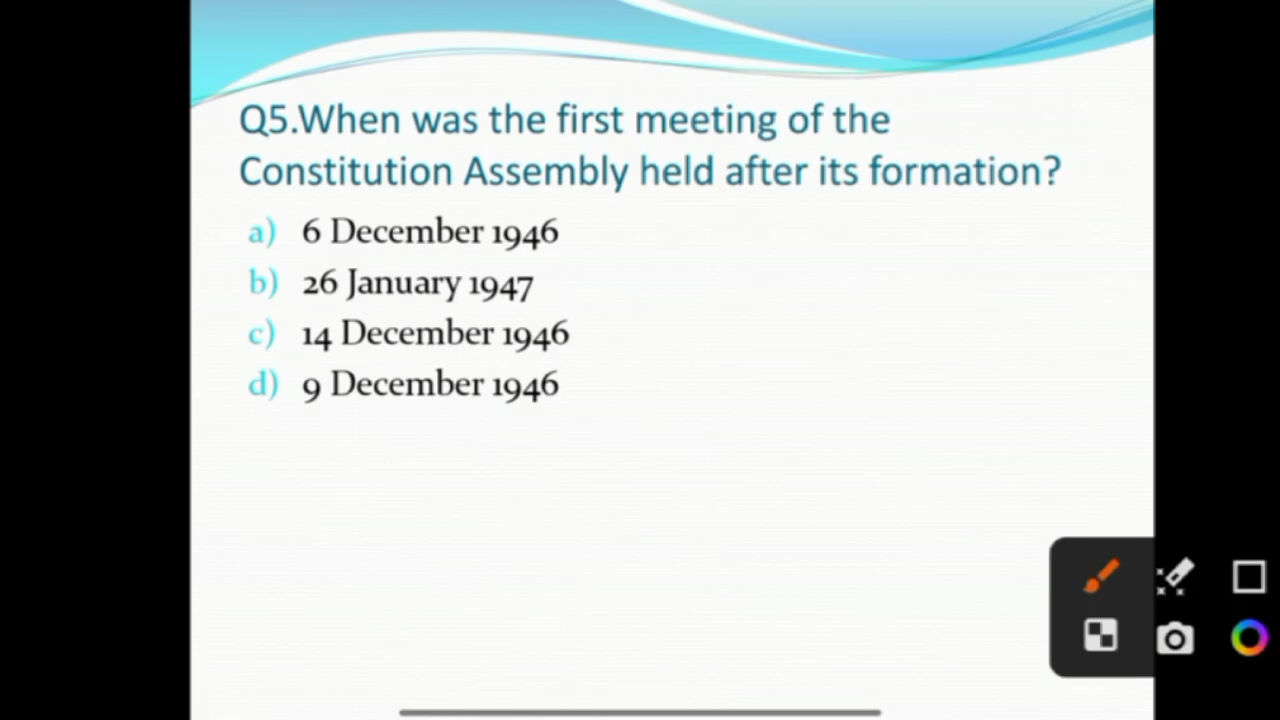 Q5.When was the first meeting of the
Constitution Assembly held after its formation?
a) 6 December 1946
b) 26 January 1947
c) 14 December 1946
d) 9 December 1946